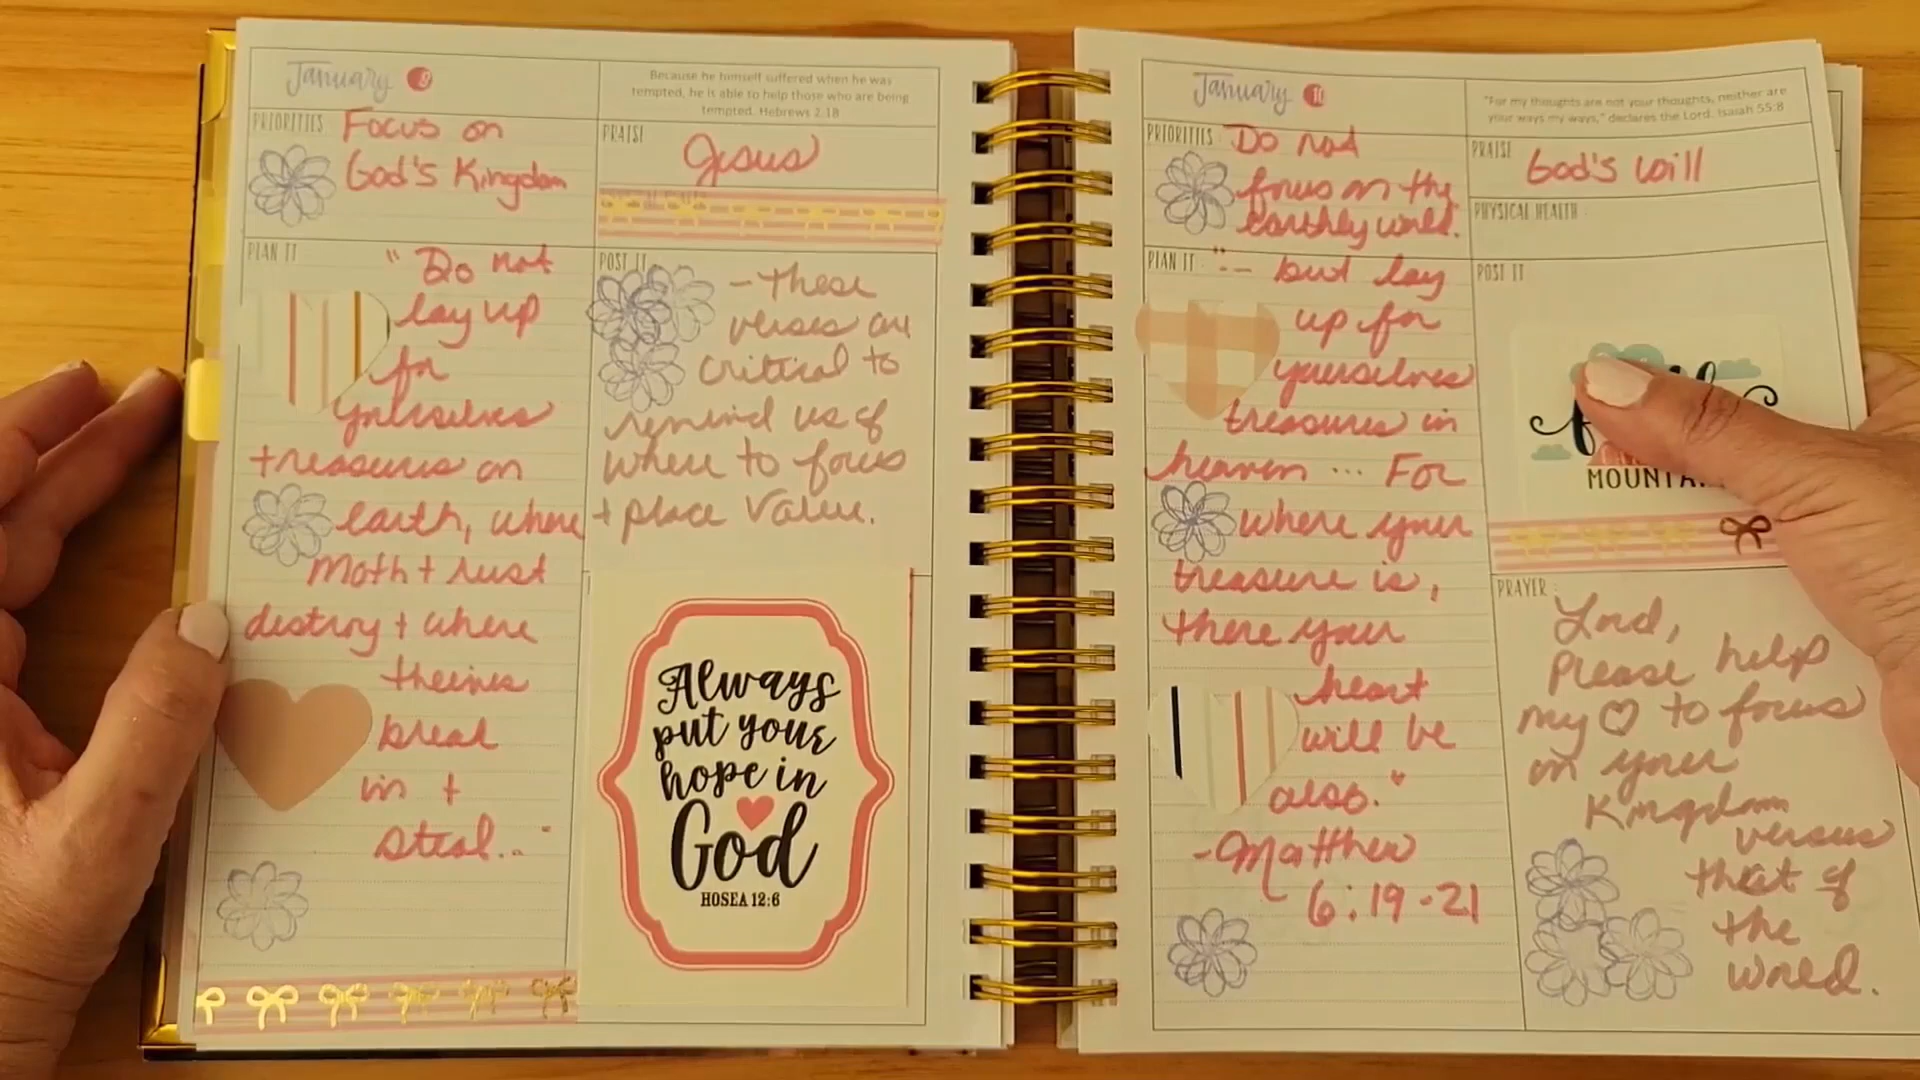 January 9
Because he himself suffered when he was
tempted, he is able to help those who are being
tempted. Hebrews 2:18
PRIORITIES
Focus on
God's Kingdom
PRAISE
Jesus
PLAN IT
"Do not
lay up
for
yourselves
treasures on
earth, where
moth + rust
destroy + where
theives
break
in + 
steal..."
POST IT
- These
verses are
critical to
remind us of
where to focus
+ place value.
Always
put your
hope in
God
HOSEA 12:6
January 10
"For my thoughts are not your thoughts, neither are
your ways my ways," declares the Lord. Isaiah 55:8
PRIORITIES:
Do not
focus on the
earthly world.
PRAISE
God's will
PHYSICAL HEALTH:
PLAN IT:
"-- but lay
up for
yourselves
treasures in
heaven ... For
where your
treasure is,
there your
heart
will be
also."
- Matthew
6:19-21
POST IT
PRAYER:
Lord,
Please help
my ♡ to focus
on your
Kingdom
versus
that of
the
world.